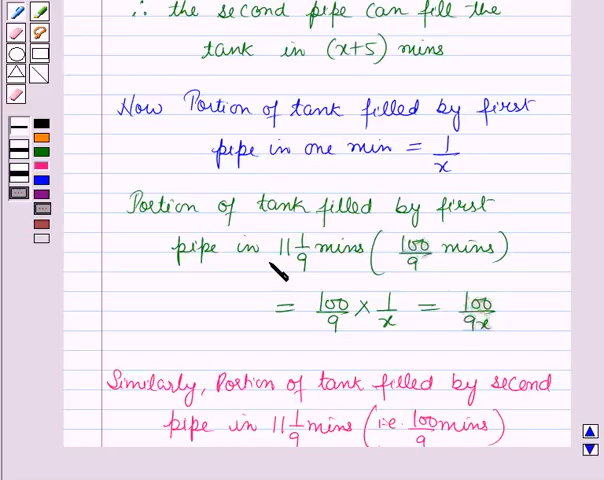 ∴ the second pipe can fill the
tank in (x+5) mins
Now Portion of tank filled by first
pipe in one min = 1/x
Portion of tank filled by first
pipe in 11 1/9 mins ( 100/9 mins )
= 100/9 × 1/x = 100/9x
Similarly, Portion of tank filled by second
pipe in 11 1/9 mins ( i.e. 100/9 mins )